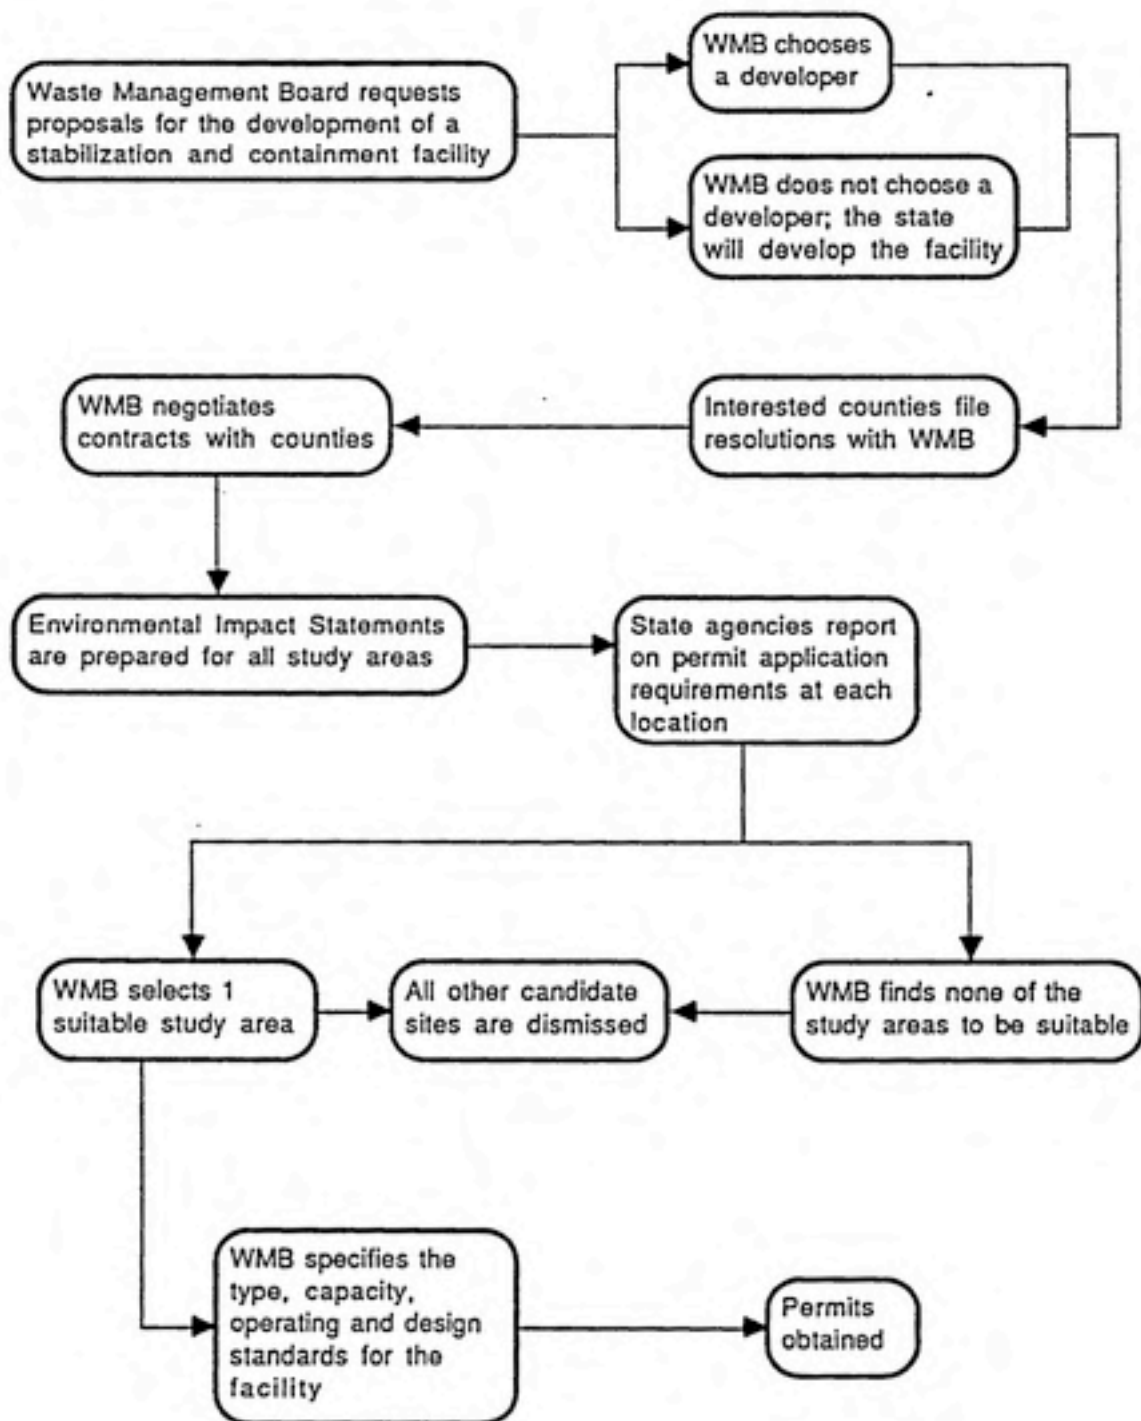 Waste Management Board requests
proposals for the development of a
stabilization and containment facility
WMB chooses
a developer
WMB does not choose a
developer; the state
will develop the facility
Interested counties file
resolutions with WMB
WMB negotiates
contracts with counties
Environmental Impact Statements
are prepared for all study areas
State agencies report
on permit application
requirements at each
location
WMB selects 1
suitable study area
All other candidate
sites are dismissed
WMB finds none of the
study areas to be suitable
WMB specifies the
type, capacity,
operating and design
standards for the
facility
Permits
obtained